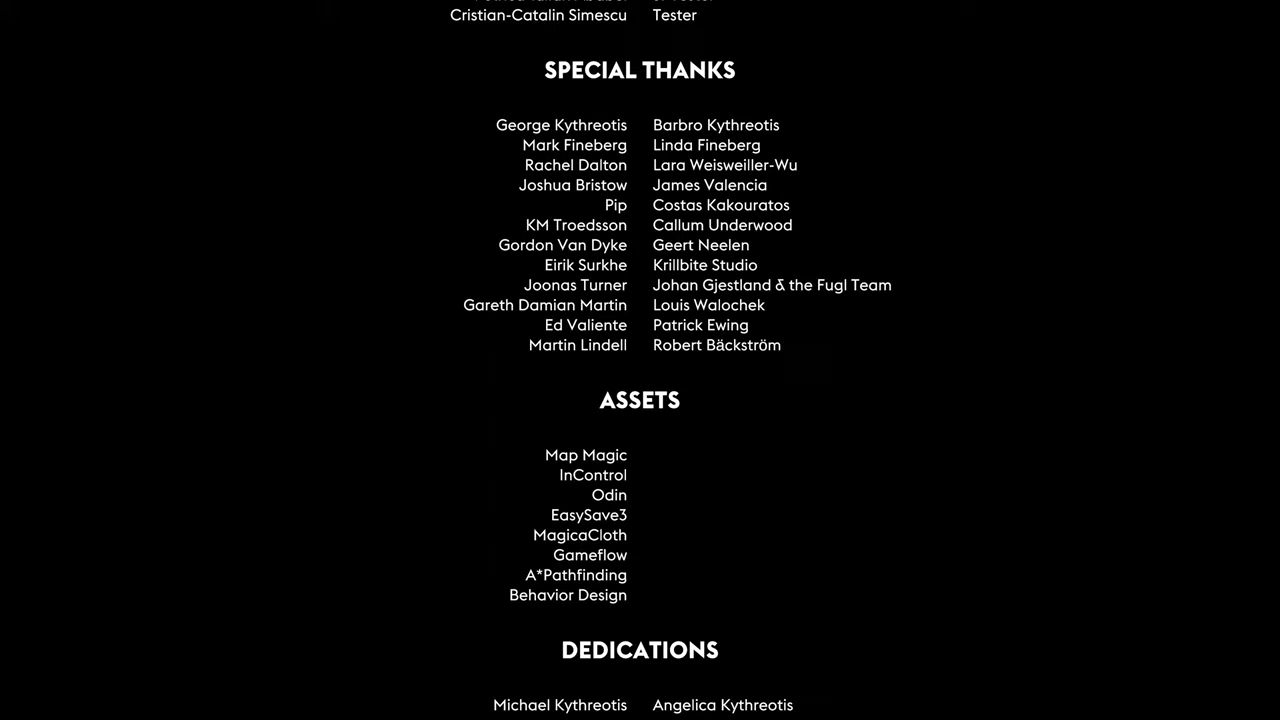 Cristian-Catalin Simescu Tester
SPECIAL THANKS
George Kythreotis Barbro Kythreotis
Mark Fineberg Linda Fineberg
Rachel Dalton Lara Weisweiller-Wu
Joshua Bristow James Valencia
Pip Costas Kakouratos
KM Troedsson Callum Underwood
Gordon Van Dyke Geert Neelen
Eirik Surkhe Krillbite Studio
Joonas Turner Johan Gjestland & the Fugl Team
Gareth Damian Martin Louis Walochek
Ed Valiente Patrick Ewing
Martin Lindell Robert Bäckström
ASSETS
Map Magic
InControl
Odin
EasySave3
MagicaCloth
Gameflow
A*Pathfinding
Behavior Design
DEDICATIONS
Michael Kythreotis Angelica Kythreotis